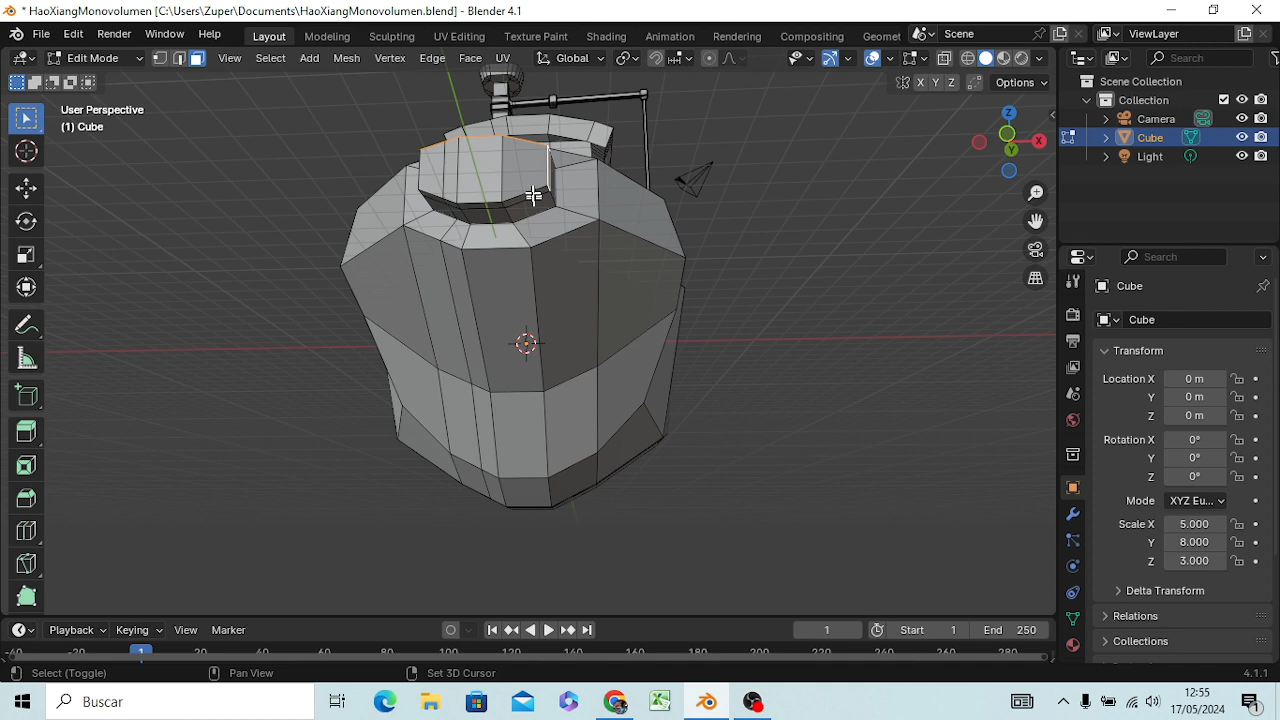 * HaoXiangMonovolumen [C:\Users\Zuper\Documents\HaoXiangMonovolumen.blend] - Blender 4.1
File Edit Render Window Help Layout Modeling Sculpting UV Editing Texture Paint Shading Animation Rendering Compositing Geomet Scene ViewLayer
Edit Mode View Select Add Mesh Vertex Edge Face UV Global Search
X Y Z Options
User Perspective
(1) Cube
Z
X
Y
Scene Collection
Collection
Camera
Cube
Light
Search
Cube
Cube
Transform
Location X 0 m
Y 0 m
Z 0 m
Rotation X 0°
Y 0°
Z 0°
Mode XYZ Eu...
Scale X 5.000
Y 8.000
Z 3.000
Delta Transform
Relations
Collections
Playback Keying View Marker 1 Start 1 End 250
-40 -20 1 20 40 60 80 100 120 140 160 180 200 220 240 260 280
Select (Toggle) Pan View Set 3D Cursor 4.1.1
Buscar
12:55
17/05/2024
1